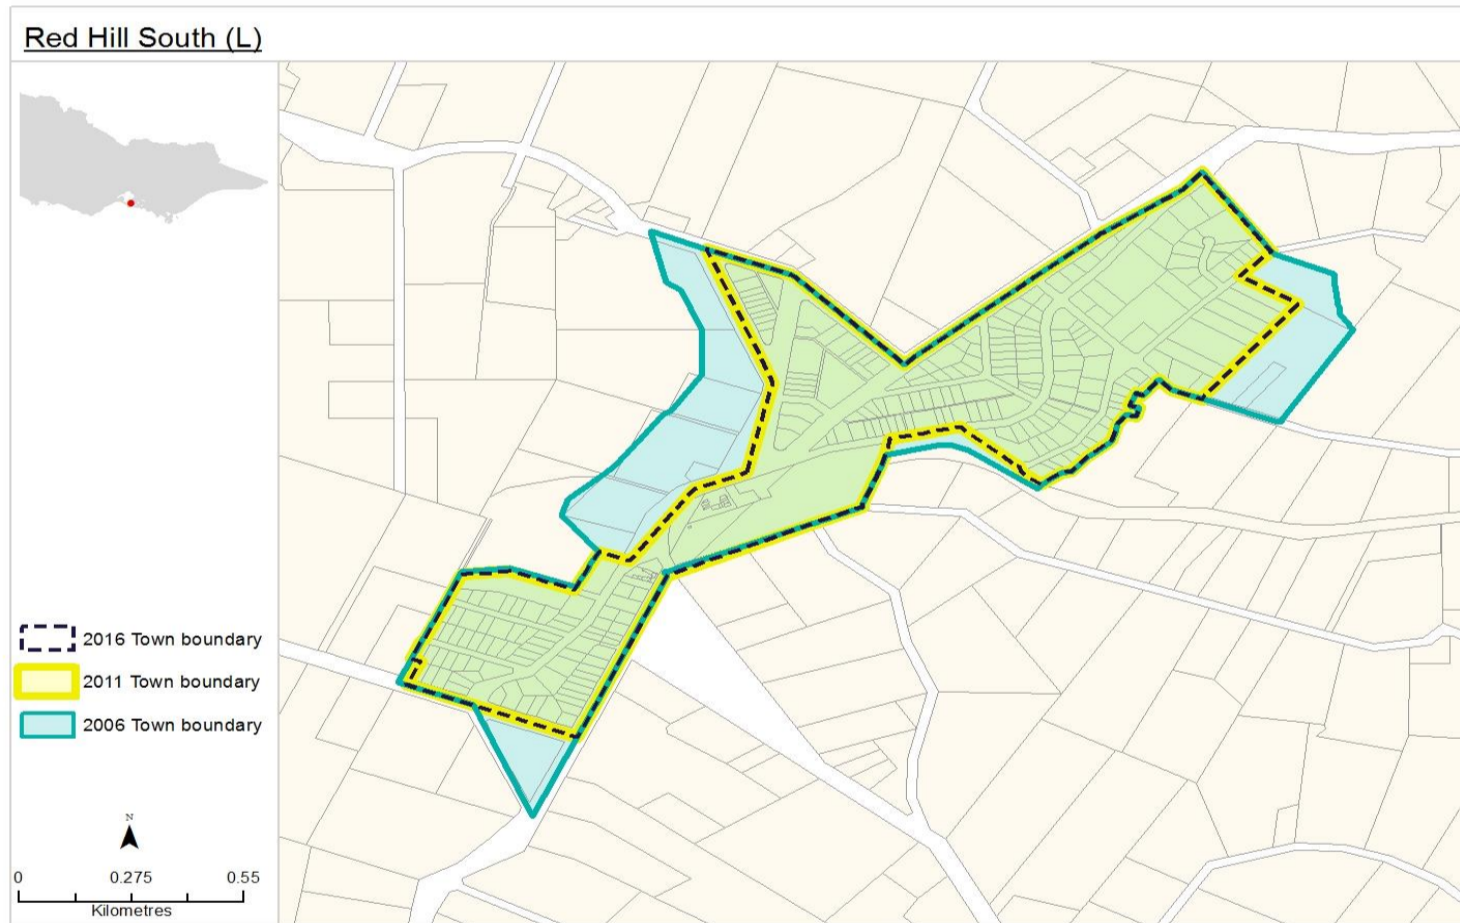 Red Hill South (L)
2016 Town boundary
2011 Town boundary
2006 Town boundary
N
0 0.275 0.55
Kilometres